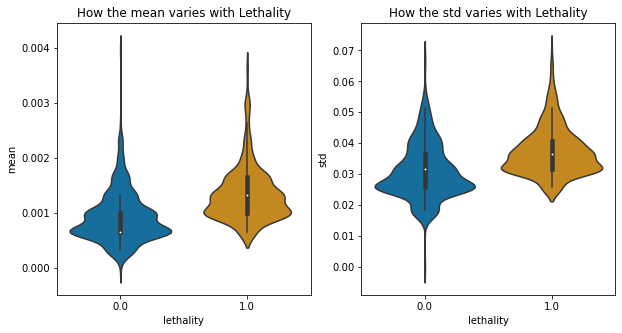 How the mean varies with Lethality
0.004
0.003
0.002
0.001
0.000
mean
0.0
1.0
lethality
How the std varies with Lethality
0.07
0.06
0.05
0.04
0.03
0.02
0.01
0.00
std
0.0
1.0
lethality